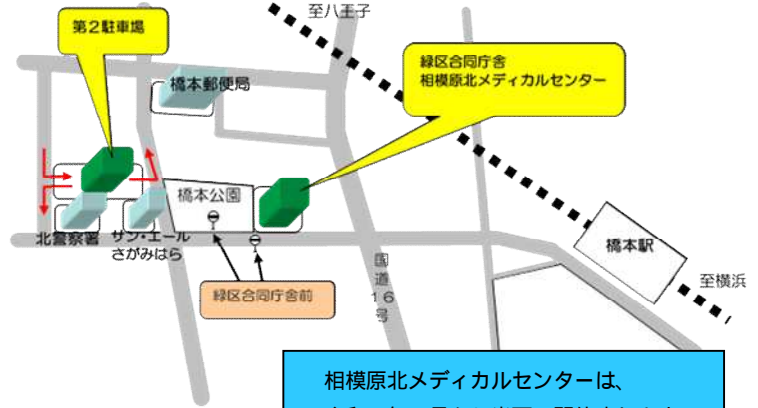 至八王子
第2駐車場
緑区合同庁舎
相模原北メディカルセンター
橋本郵便局
橋本公園
北警察署
サン・エール
さがみはら
橋本駅
国道16号
至横浜
緑区合同庁舎前
相模原北メディカルセンターは、